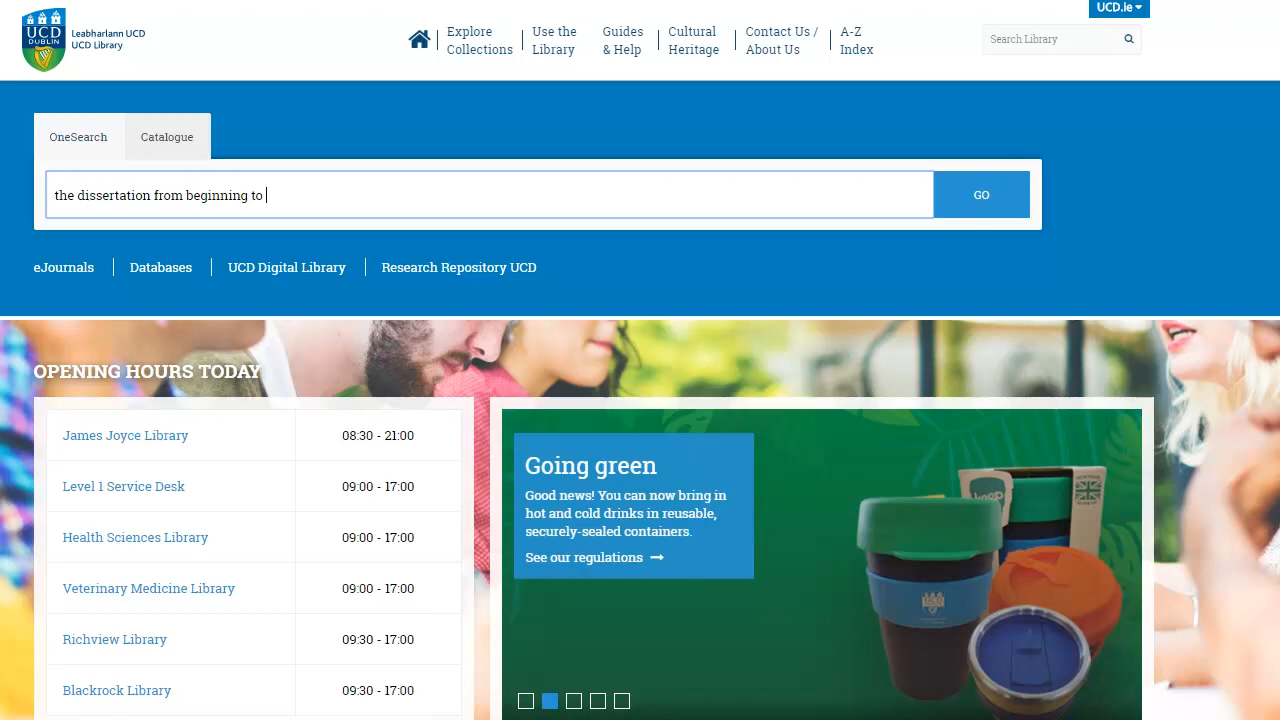 UCD.ie
UCD
DUBLIN
Leabharlann UCD
UCD Library
Explore
Collections
Use the
Library
Guides
& Help
Cultural
Heritage
Contact Us /
About Us
A-Z
Index
Search Library
OneSearch
Catalogue
the dissertation from beginning to
GO
eJournals
Databases
UCD Digital Library
Research Repository UCD
OPENING HOURS TODAY
James Joyce Library 08:30 - 21:00
Level 1 Service Desk 09:00 - 17:00
Health Sciences Library 09:00 - 17:00
Veterinary Medicine Library 09:00 - 17:00
Richview Library 09:30 - 17:00
Blackrock Library 09:30 - 17:00
Going green
Good news! You can now bring in
hot and cold drinks in reusable,
securely-sealed containers.
See our regulations